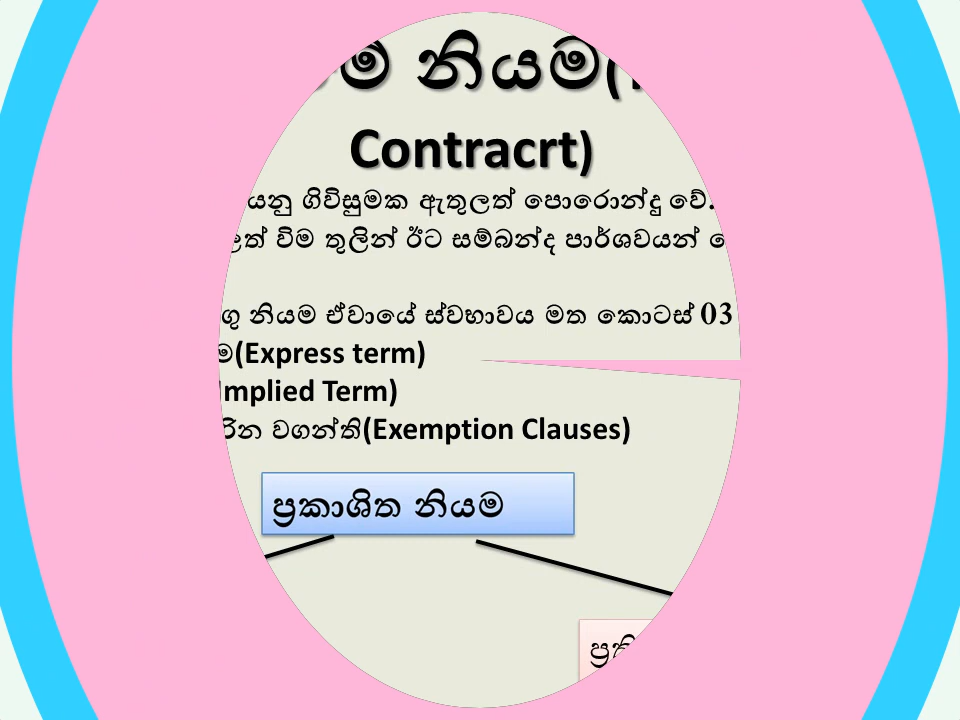 නියම
Contracrt)
යනු ගිවිසුමක ඇතුලත් පොරොන්දු වේ.
විම තුලින් ඊට සම්බන්ද පාර්ශවයන්
නියම ඒවායේ ස්වභාවය මත කොටස් 03
(Express term)
Implied Term)
වගන්ති(Exemption Clauses)
ප්‍රකාශිත නියම